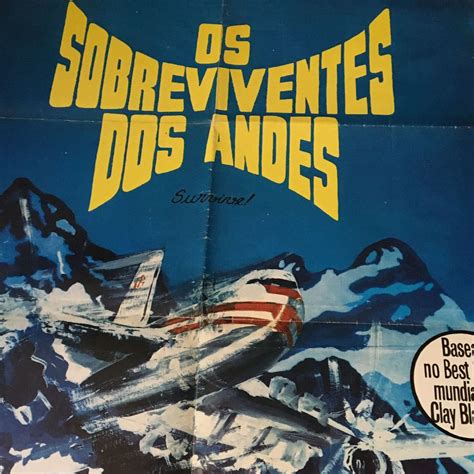 OS
SOBREVIVENTES
DOS ANDES
Survive!
Basea
no Best
mundia
Clay Bla